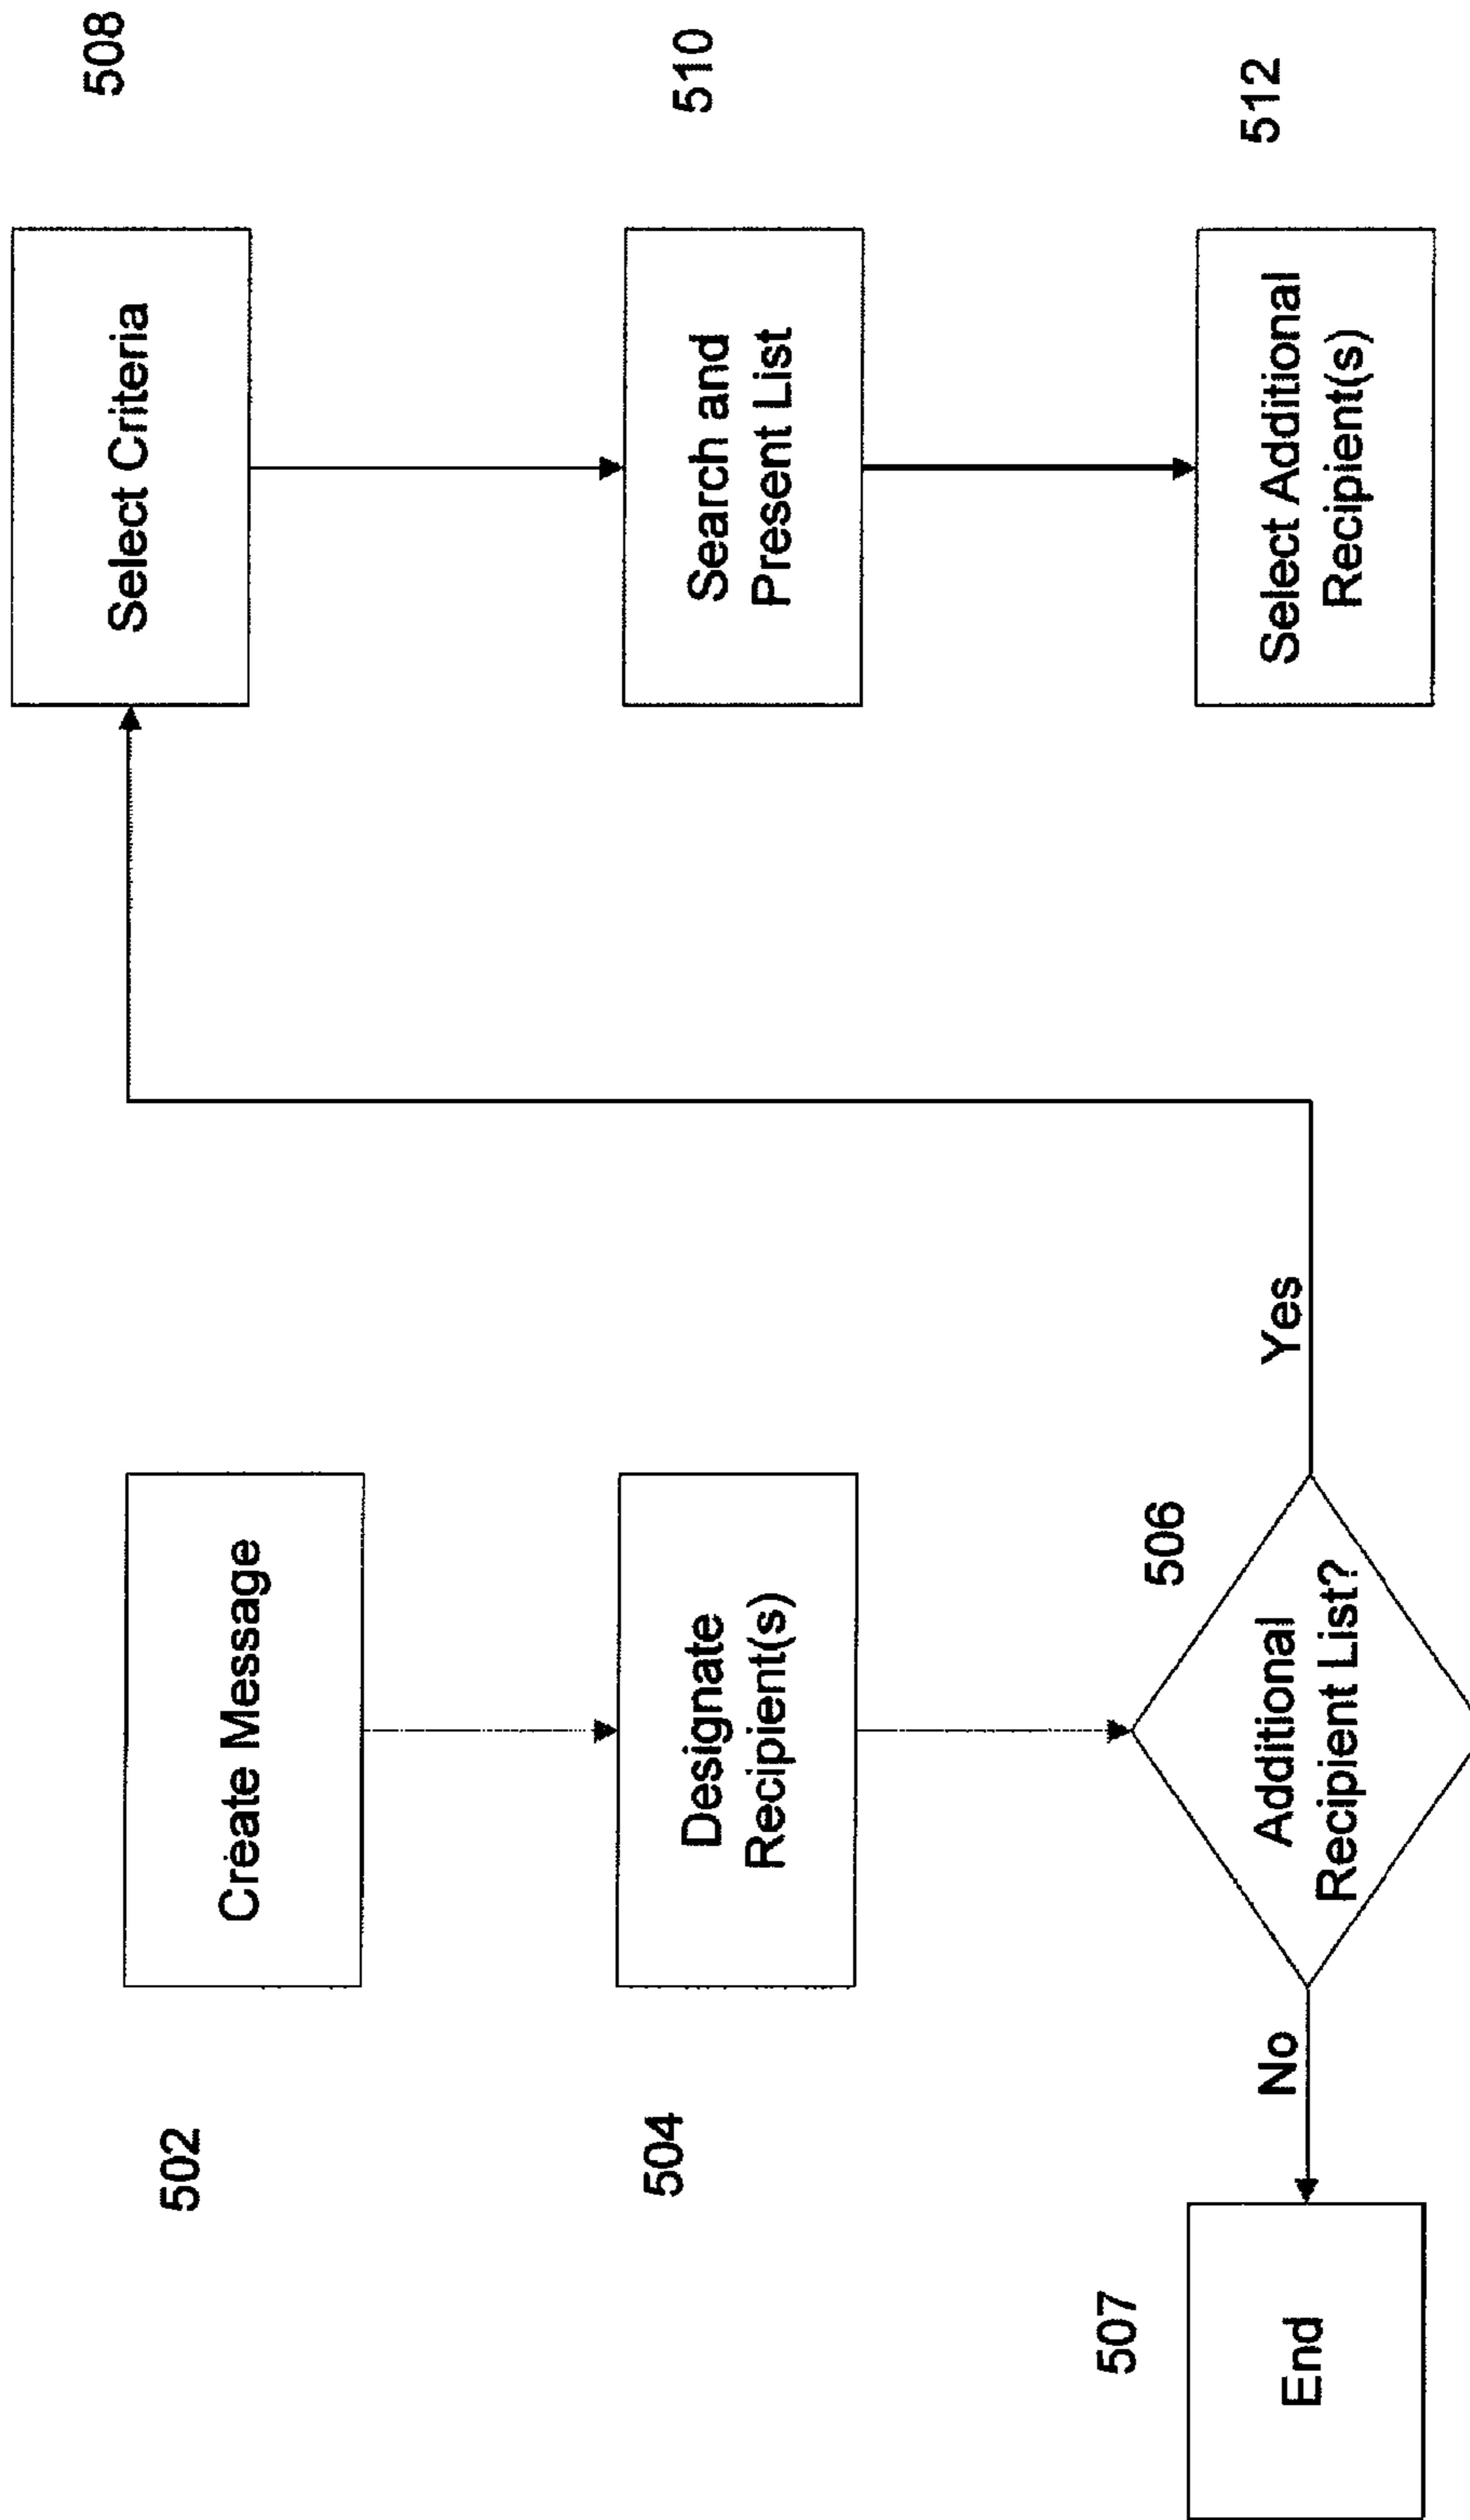 502
Create Message
504
Designate
Recipient(s)
506
Additional
Recipient List?
No
Yes
507
End
Select Criteria
508
Search and
Present List
510
Select Additional
Recipient(s)
512